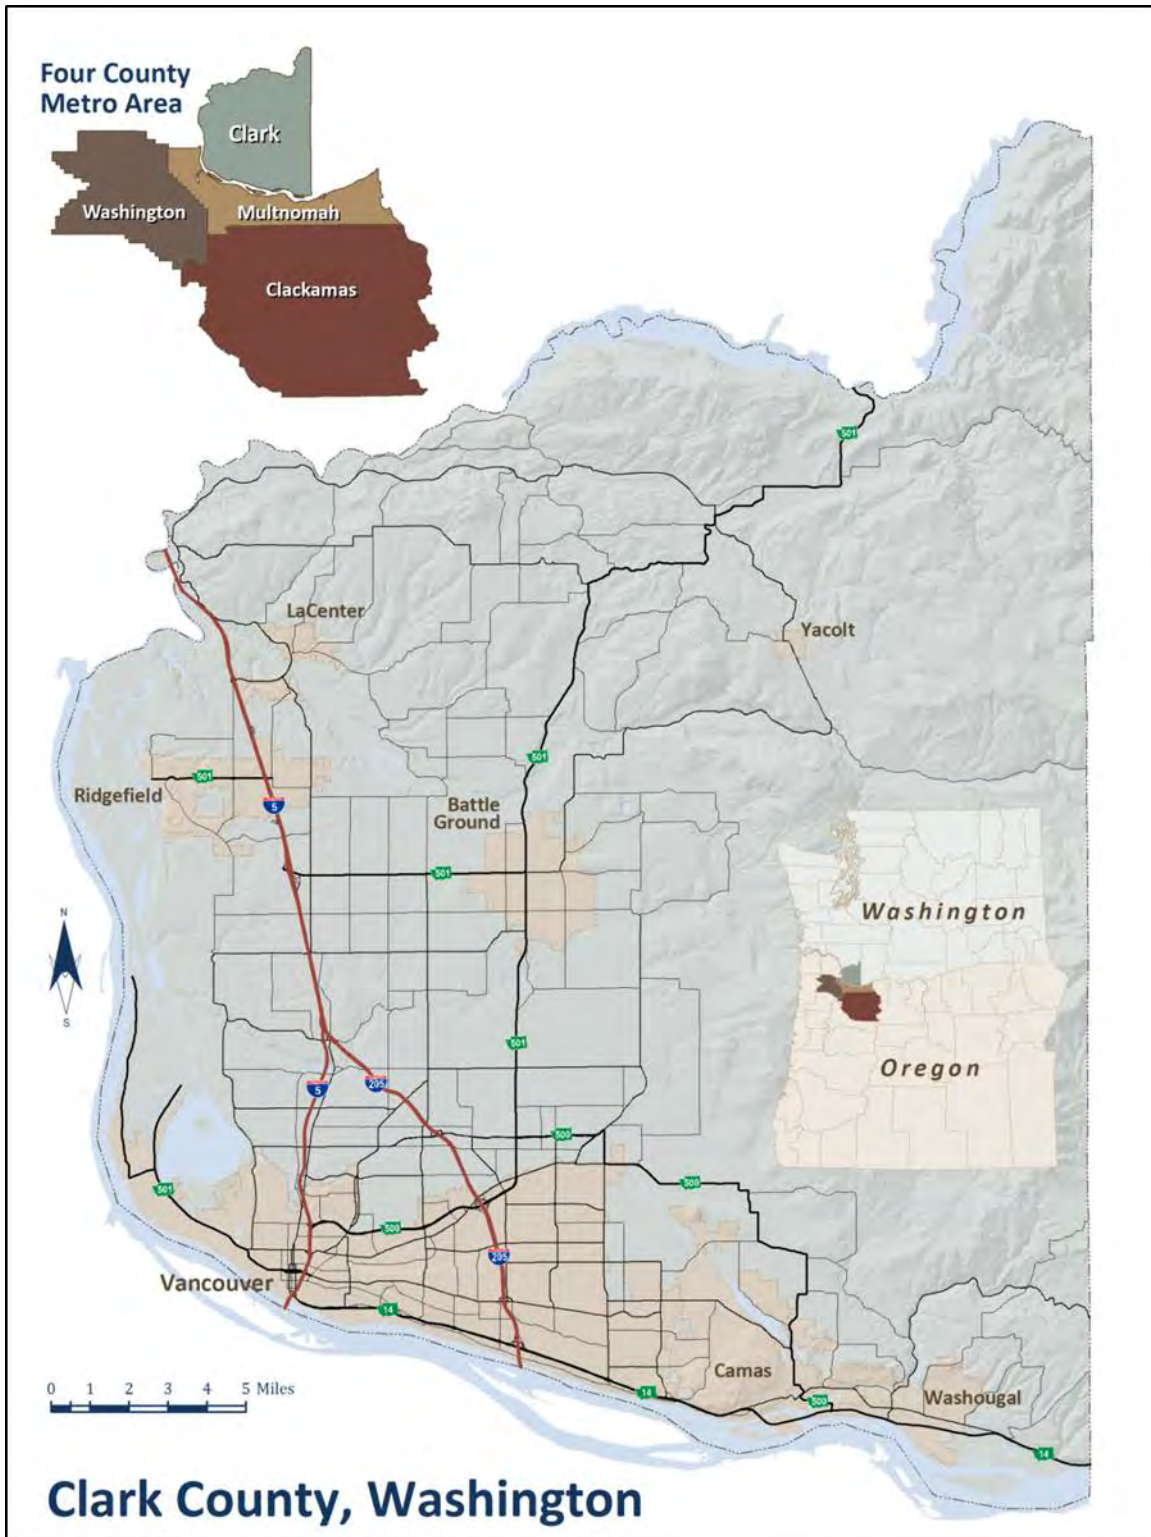 Four County
Metro Area
Clark
Washington
Multnomah
Clackamas
501
LaCenter
Yacolt
501
501
Ridgefield
5
Battle
Ground
501
Washington
N
S
501
Oregon
5
205
500
501
500
500
205
Vancouver
14
Camas
0 1 2 3 4 5 Miles
14
500
Washougal
14
Clark County, Washington